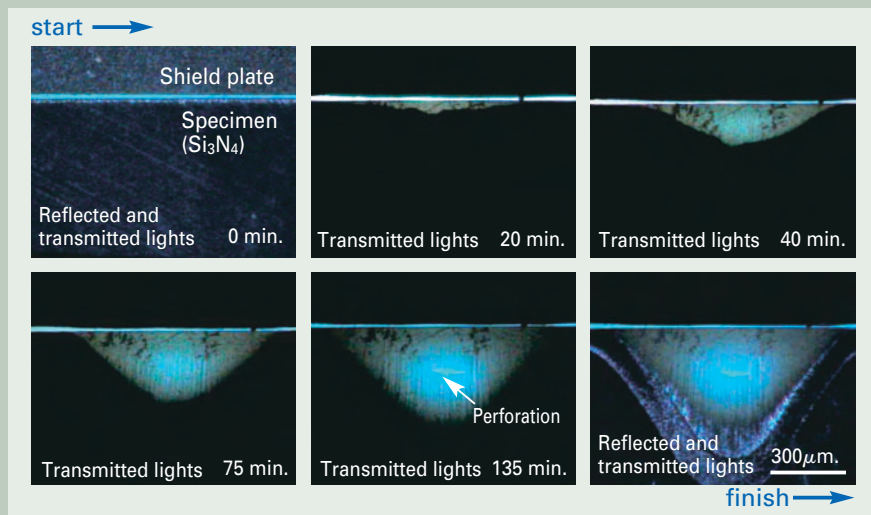 start
Shield plate
Specimen
(Si₃N₄)
Reflected and
transmitted lights 0 min.
Transmitted lights 20 min.
Transmitted lights 40 min.
Transmitted lights 75 min.
Perforation
Transmitted lights 135 min.
Reflected and
transmitted lights
300μm.
finish